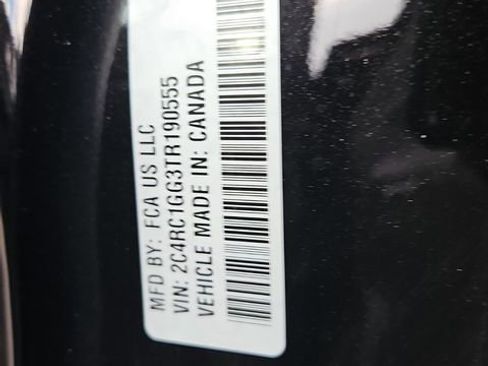 MFD BY: FCA US LLC
VIN: 2C4RC1GG3TR190555
VEHICLE MADE IN: CANADA